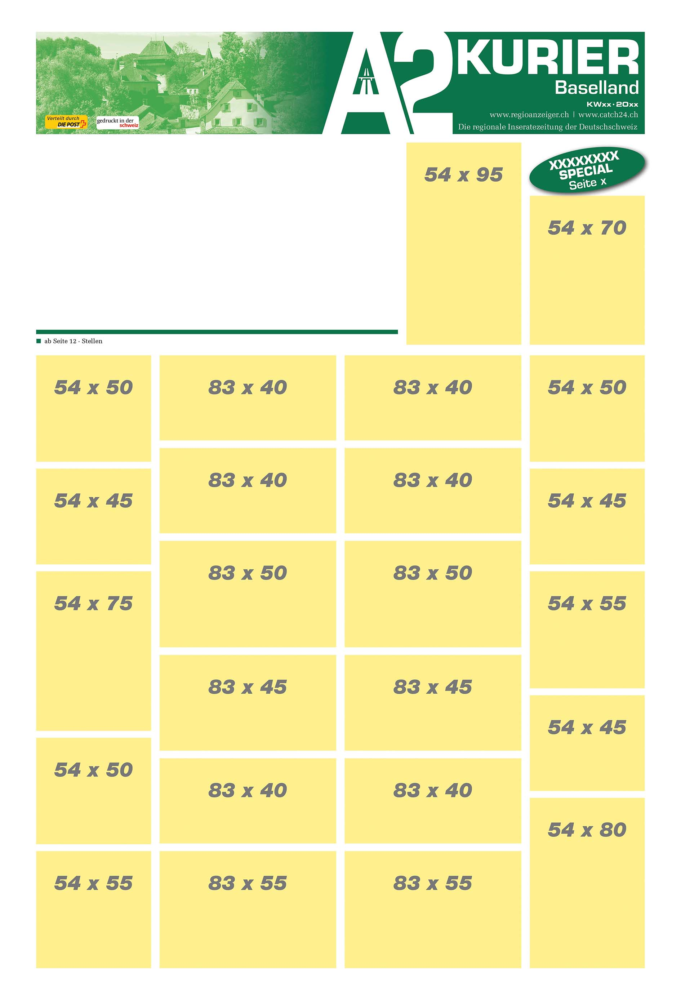 A2 KURIER
Baselland
KWxx·20xx
www.regioanzeiger.ch | www.catch24.ch
Die regionale Inseratezeitung der Deutschschweiz
Verteilt durch
DIE POST
gedruckt in der
schweiz
54 x 95
XXXXXXXX
SPECIAL
Seite x
54 x 70
ab Seite 12 · Stellen
54 x 50
83 x 40
83 x 40
54 x 50
83 x 40
83 x 40
54 x 45
54 x 45
83 x 50
83 x 50
54 x 75
54 x 55
83 x 45
83 x 45
54 x 45
54 x 50
83 x 40
83 x 40
54 x 80
54 x 55
83 x 55
83 x 55